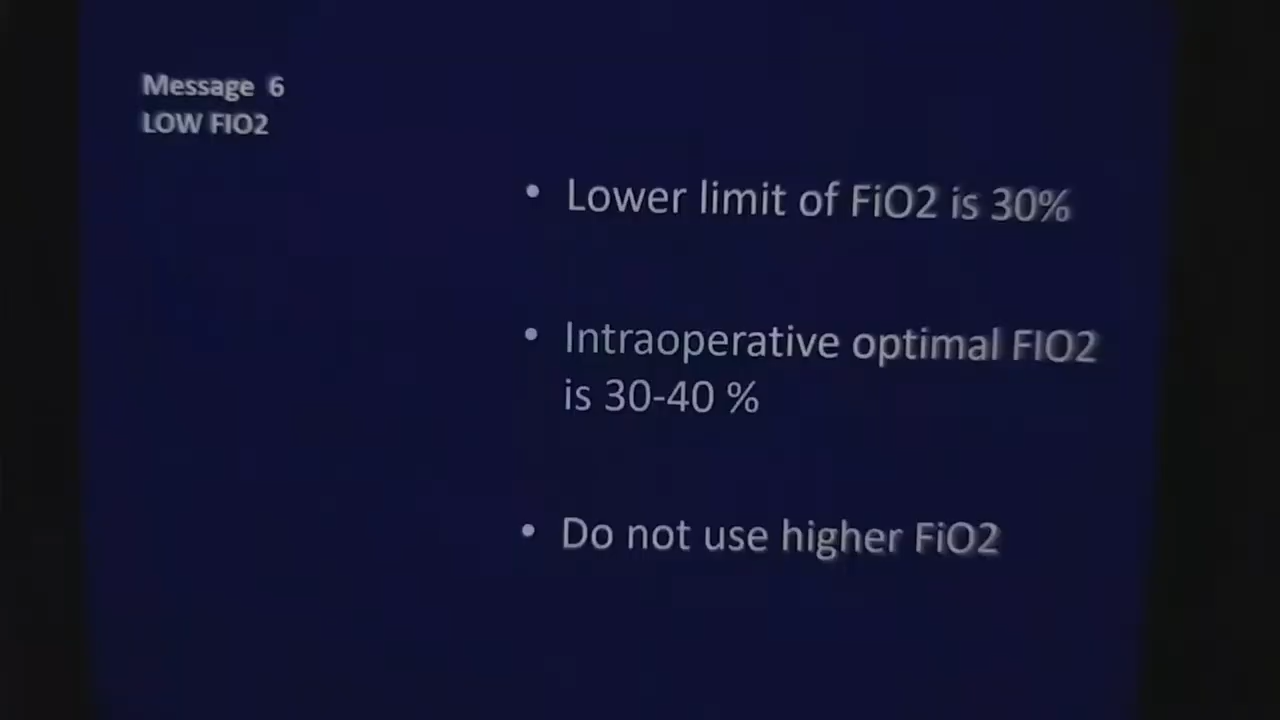 Message 6
LOW FIO2
• Lower limit of FiO2 is 30%
• Intraoperative optimal FIO2
is 30-40 %
• Do not use higher FiO2